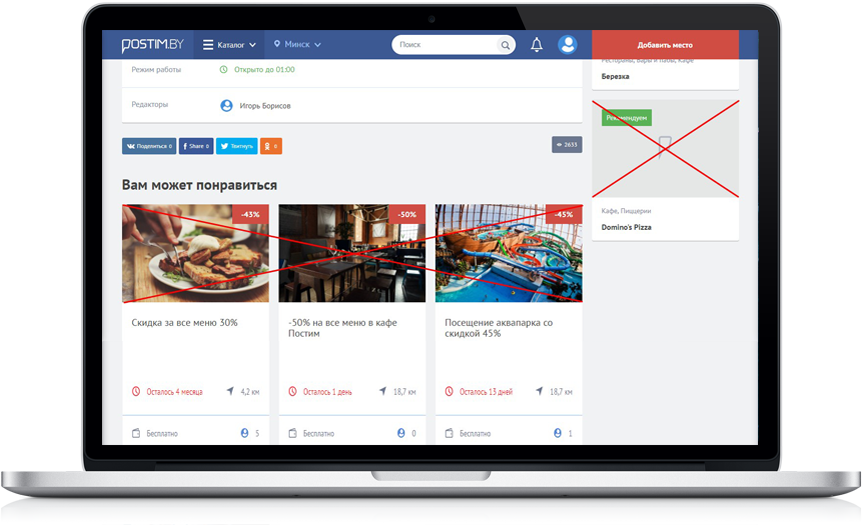 POSTIM.BY
Каталог
Минск
Поиск
Добавить место
Режим работы
Открыто до 01:00
Рестораны, Бары и пабы, Кафе
Березка
Редакторы
Игорь Борисов
Рекомендуем
Поделиться 0
Share 0
Твитнуть
0
2633
Вам может понравиться
-43%
-50%
-45%
Кафе, Пиццерии
Domino's Pizza
Скидка за все меню 30%
-50% на все меню в кафе
Постим
Посещение аквапарка со
скидкой 45%
Осталось 4 месяца
4,2 км
Осталось 1 день
18,7 км
Осталось 13 дней
18,7 км
Бесплатно
5
Бесплатно
0
Бесплатно
1